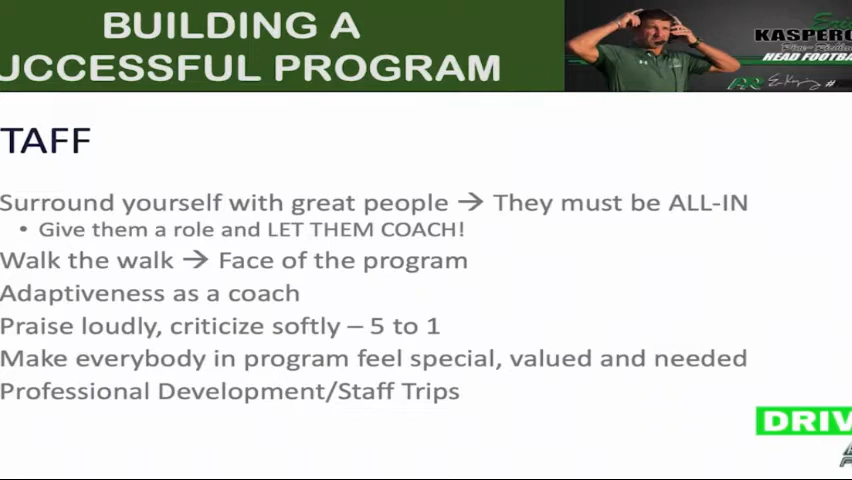 BUILDING A
UCCESSFUL PROGRAM
KASPERO
HEAD FOOTBA
TAFF
Surround yourself with great people → They must be ALL-IN
• Give them a role and LET THEM COACH!
Walk the walk → Face of the program
Adaptiveness as a coach
Praise loudly, criticize softly – 5 to 1
Make everybody in program feel special, valued and needed
Professional Development/Staff Trips
DRIV